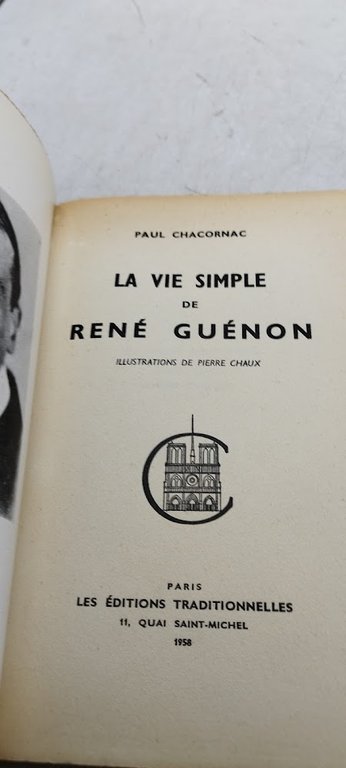 PAUL CHACORNAC
LA VIE SIMPLE
DE
RENÉ GUÉNON
ILLUSTRATIONS DE PIERRE CHAUX
C
PARIS
LES ÉDITIONS TRADITIONNELLES
11, QUAI SAINT-MICHEL
1958